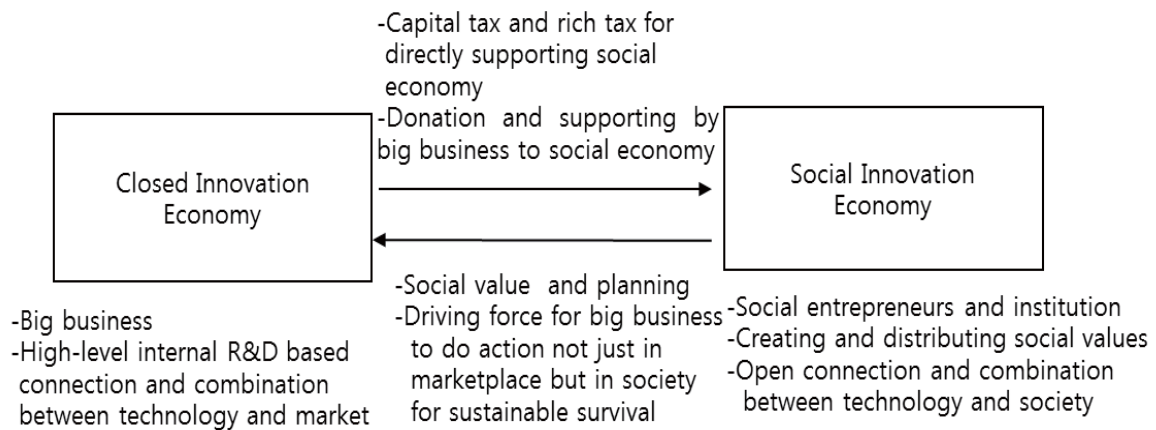 -Capital tax and rich tax for
directly supporting social
economy
-Donation and supporting by
big business to social economy
Closed Innovation
Economy
Social Innovation
Economy
-Big business
-High-level internal R&D based
connection and combination
between technology and market
-Social value and planning
-Driving force for big business
to do action not just in
marketplace but in society
for sustainable survival
-Social entrepreneurs and institution
-Creating and distributing social values
-Open connection and combination
between technology and society